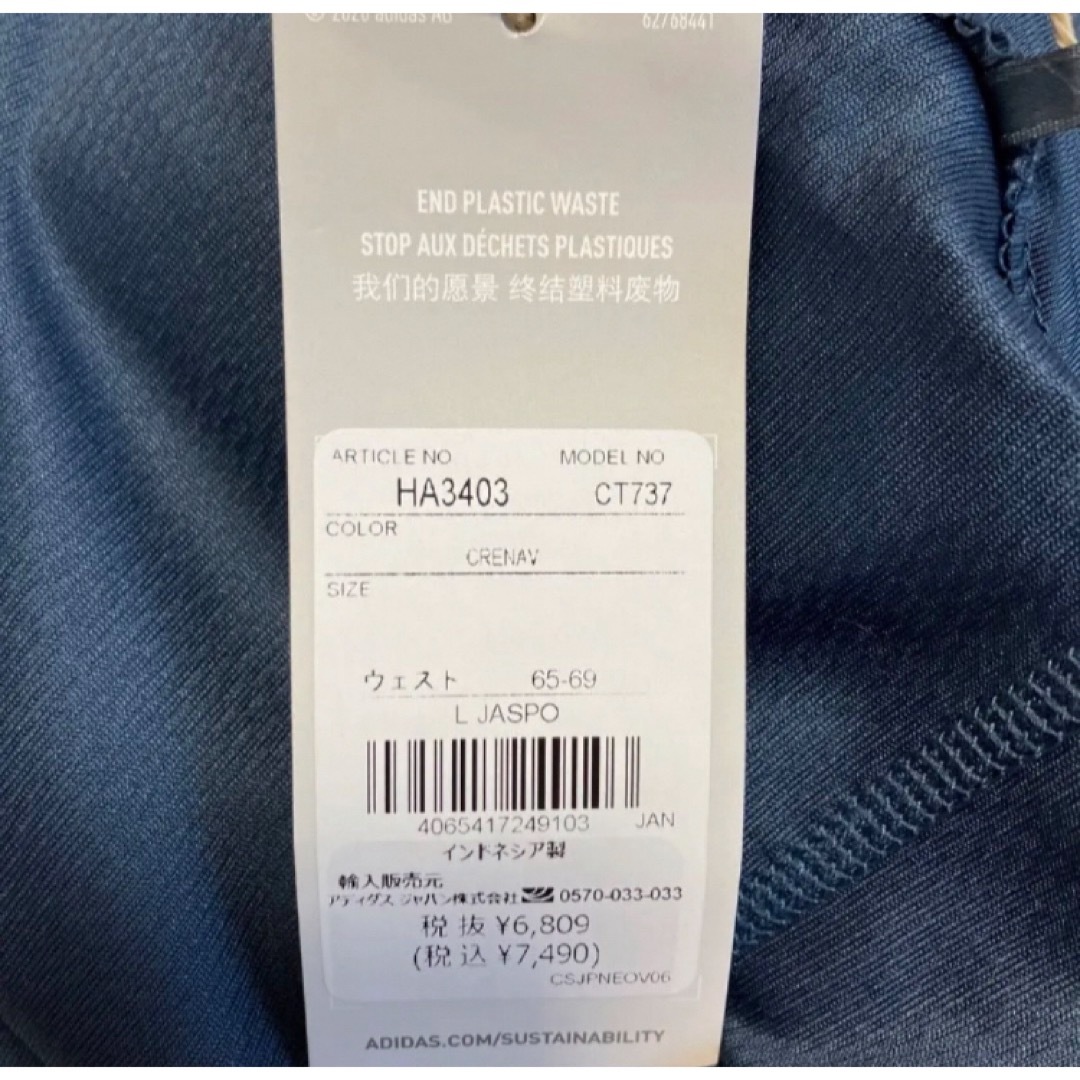 © 2020 adidas AG
62768441
END PLASTIC WASTE
STOP AUX DÉCHETS PLASTIQUES
我们的愿景 终结塑料废物
ARTICLE NO MODEL NO
HA3403 CT737
COLOR
CRENAV
SIZE
ウェスト 65-69
L JASPO
4065417249103 JAN
インドネシア製
輸入販売元
アディダス ジャパン株式会社 0570-033-033
税 抜 ¥6,809
(税 込 ¥7,490)
CSJPNEOV06
ADIDAS.COM/SUSTAINABILITY